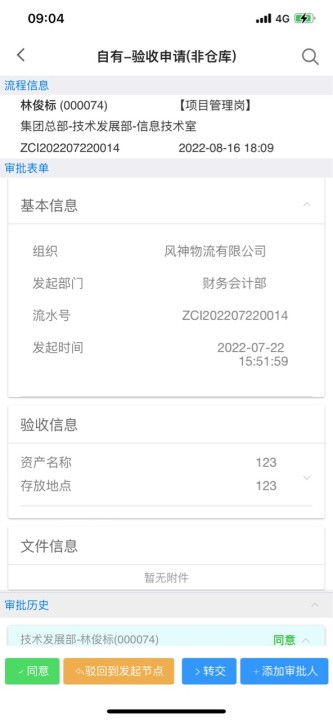 09:04
4G
自有-验收申请(非仓库)
流程信息
林俊标 (000074) 【项目管理岗】
集团总部-技术发展部-信息技术室
ZCI202207220014 2022-08-16 18:09
审批表单
基本信息
组织 风神物流有限公司
发起部门 财务会计部
流水号 ZCI202207220014
发起时间 2022-07-22
15:51:59
验收信息
资产名称 123
存放地点 123
文件信息
暂无附件
审批历史
技术发展部-林俊标(000074) 同意
同意 驳回到发起节点 转交 添加审批人